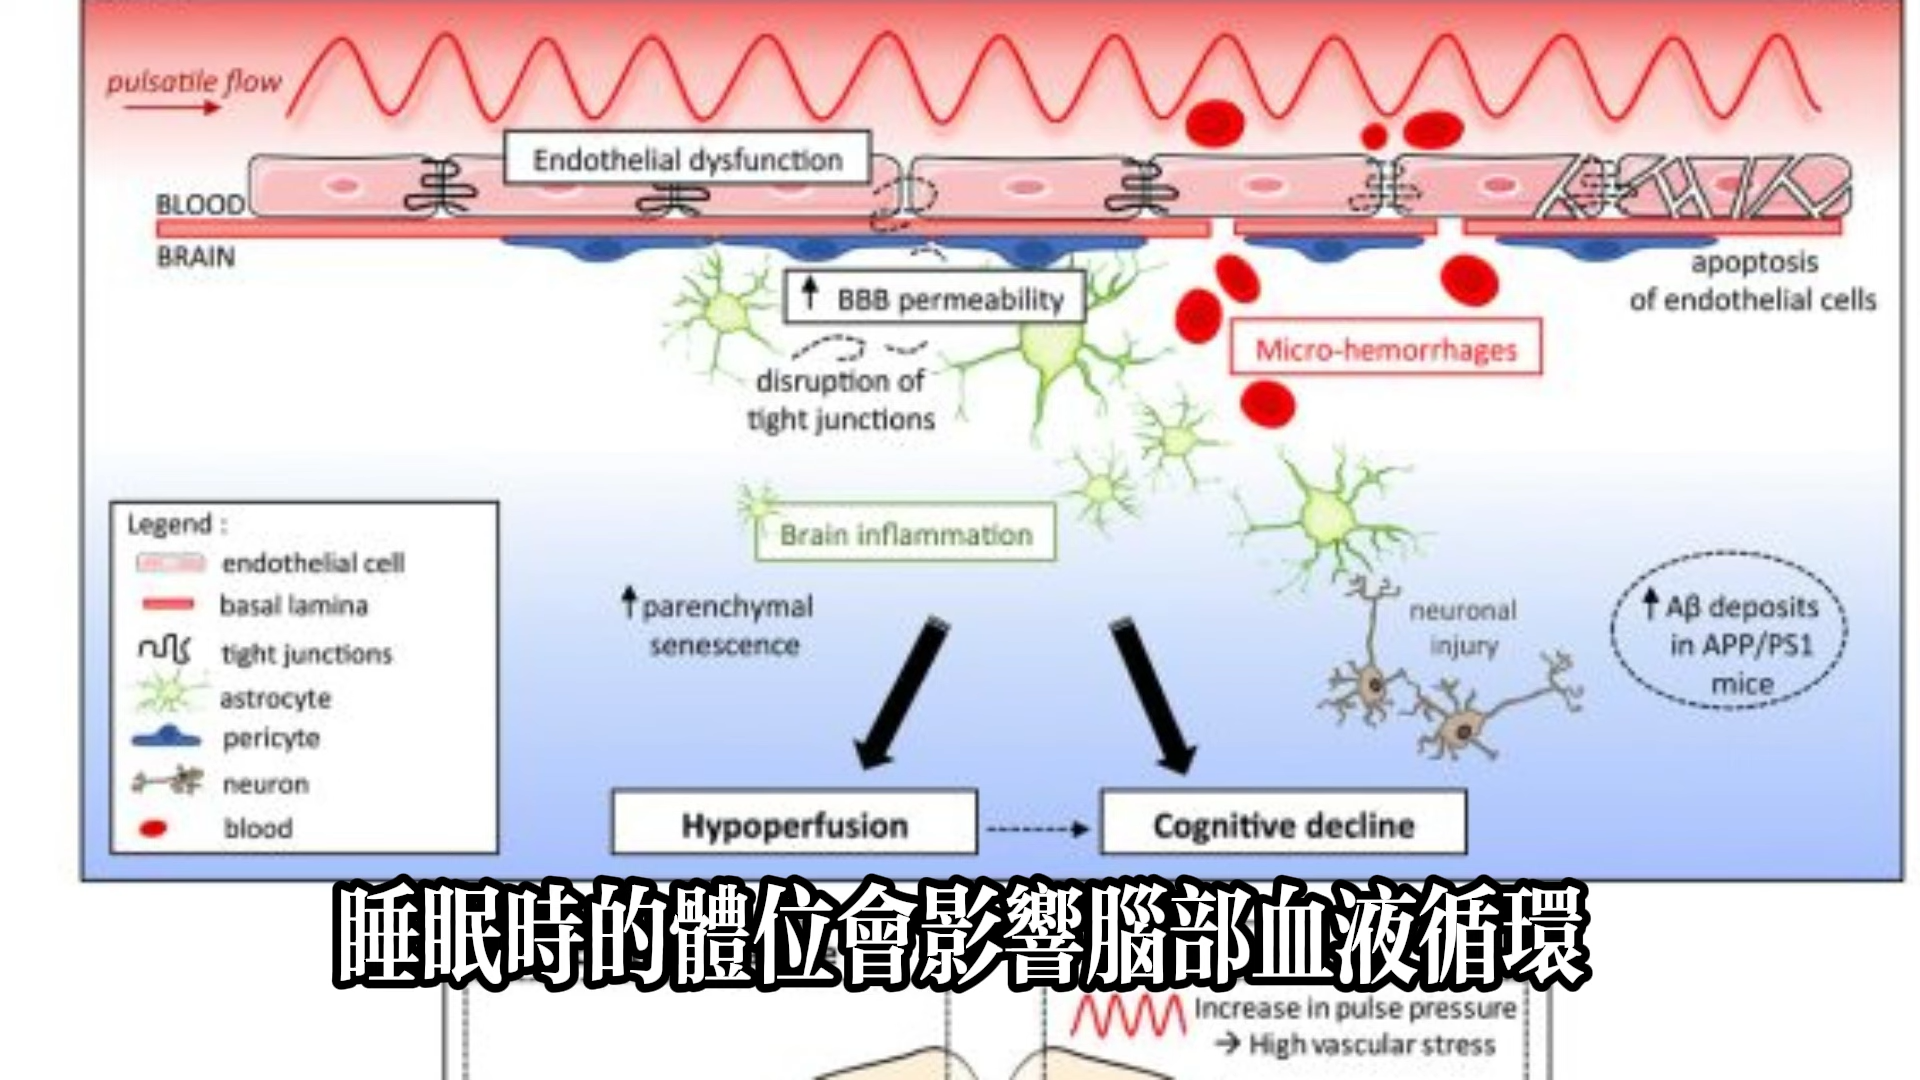 pulsatile flow
Endothelial dysfunction
BLOOD
BRAIN
↑ BBB permeability
apoptosis
of endothelial cells
Micro-hemorrhages
disruption of
tight junctions
Legend :
endothelial cell
basal lamina
tight junctions
astrocyte
pericyte
neuron
blood
Brain inflammation
↑ parenchymal
senescence
neuronal
injury
↑ Aβ deposits
in APP/PS1
mice
Hypoperfusion
Cognitive decline
睡眠時的體位會影響腦部血液循環
Increase in pulse pressure
→ High vascular stress